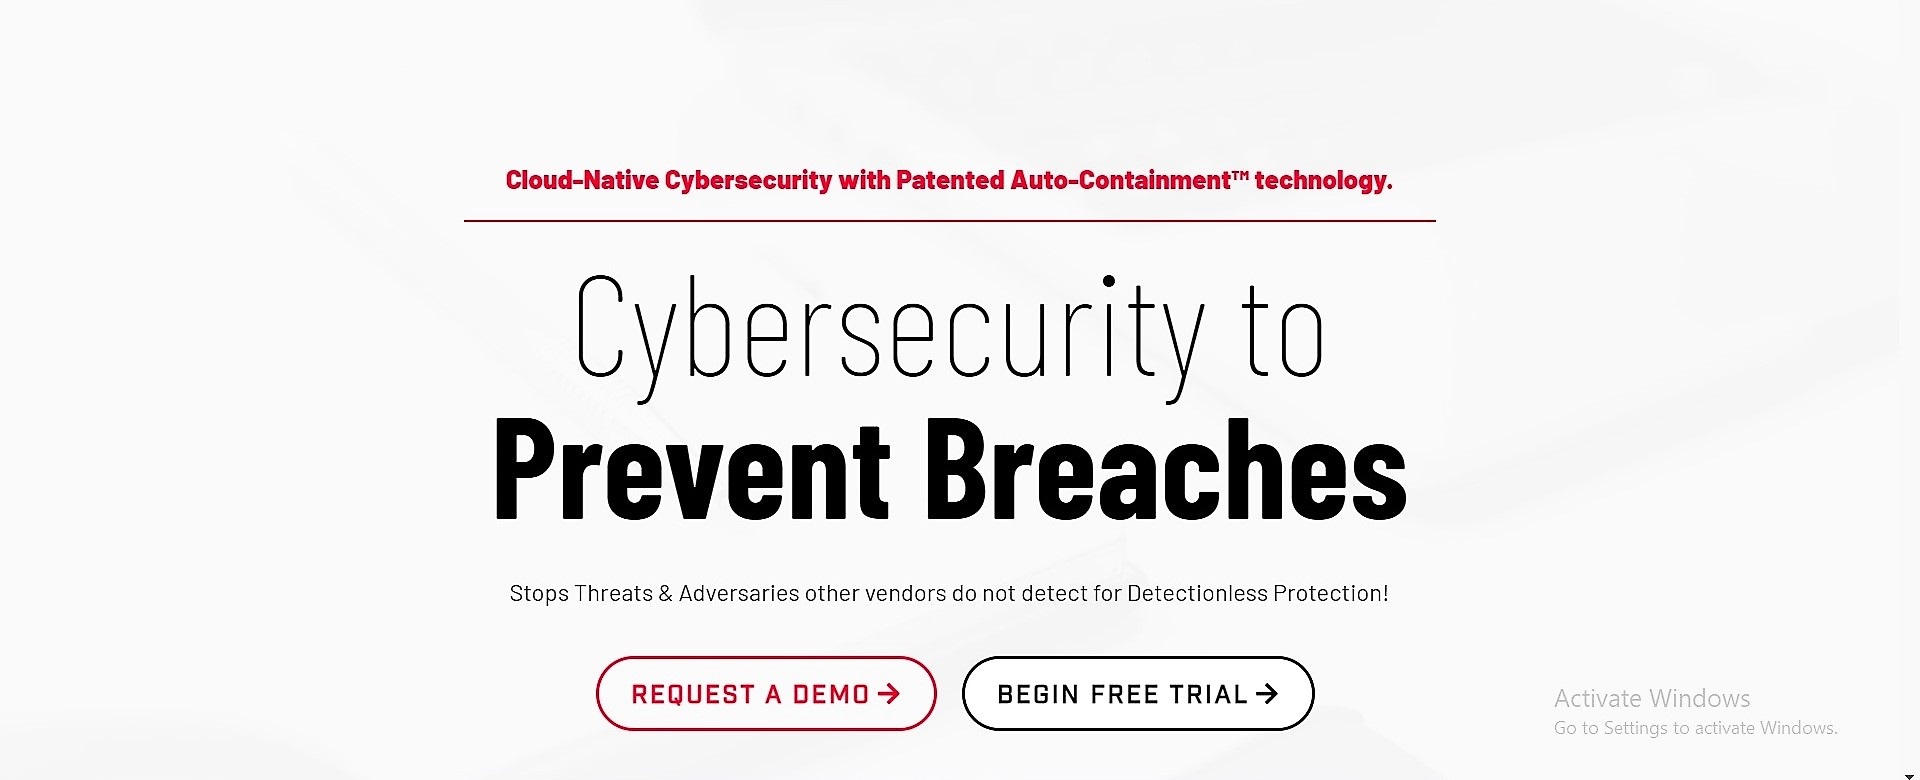 Cloud-Native Cybersecurity with Patented Auto-Containment™ technology.
Cybersecurity to
Prevent Breaches
Stops Threats & Adversaries other vendors do not detect for Detectionless Protection!
REQUEST A DEMO → BEGIN FREE TRIAL →
Activate Windows
Go to Settings to activate Windows.